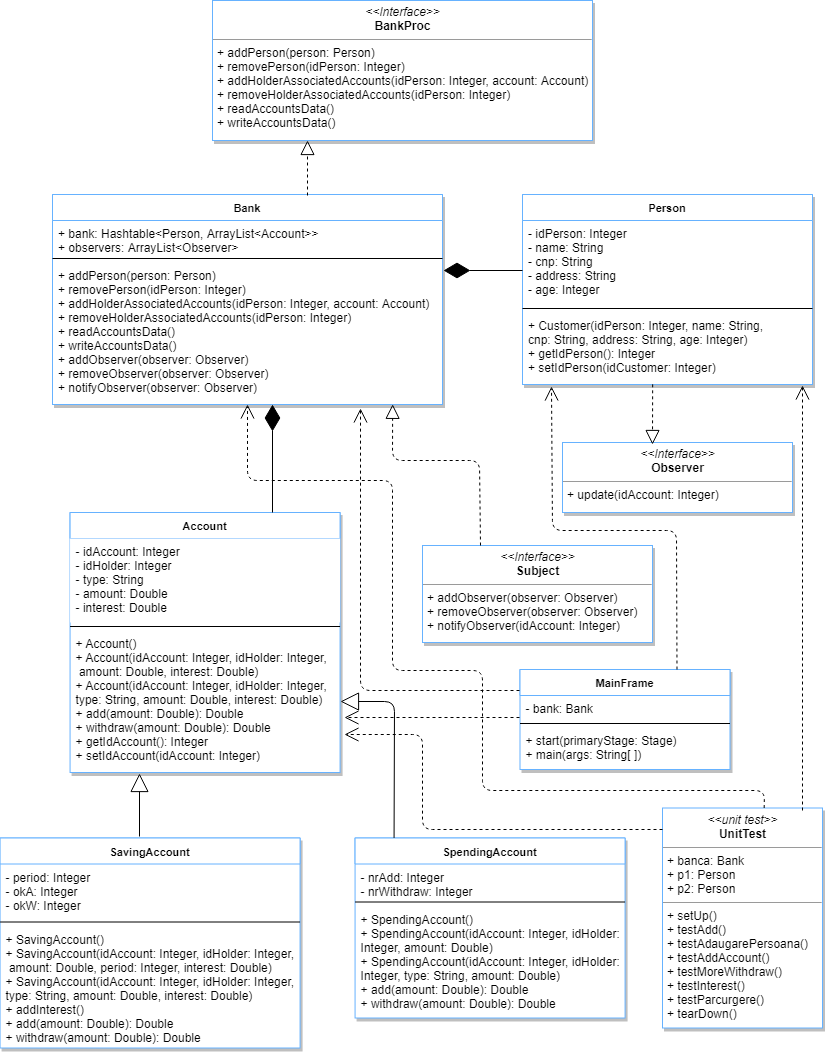 <<Interface>>
BankProc
+ addPerson(person: Person)
+ removePerson(idPerson: Integer)
+ addHolderAssociatedAccounts(idPerson: Integer, account: Account)
+ removeHolderAssociatedAccounts(idPerson: Integer)
+ readAccountsData()
+ writeAccountsData()
Bank
+ bank: Hashtable<Person, ArrayList<Account>>
+ observers: ArrayList<Observer>
+ addPerson(person: Person)
+ removePerson(idPerson: Integer)
+ addHolderAssociatedAccounts(idPerson: Integer, account: Account)
+ removeHolderAssociatedAccounts(idPerson: Integer)
+ readAccountsData()
+ writeAccountsData()
+ addObserver(observer: Observer)
+ removeObserver(observer: Observer)
+ notifyObserver(observer: Observer)
Person
- idPerson: Integer
- name: String
- cnp: String
- address: String
- age: Integer
+ Customer(idPerson: Integer, name: String,
cnp: String, address: String, age: Integer)
+ getIdPerson(): Integer
+ setIdPerson(idCustomer: Integer)
<<Interface>>
Observer
+ update(idAccount: Integer)
Account
- idAccount: Integer
- idHolder: Integer
- type: String
- amount: Double
- interest: Double
+ Account()
+ Account(idAccount: Integer, idHolder: Integer,
amount: Double, interest: Double)
+ Account(idAccount: Integer, idHolder: Integer,
type: String, amount: Double, interest: Double)
+ add(amount: Double): Double
+ withdraw(amount: Double): Double
+ getIdAccount(): Integer
+ setIdAccount(idAccount: Integer)
<<Interface>>
Subject
+ addObserver(observer: Observer)
+ removeObserver(observer: Observer)
+ notifyObserver(idAccount: Integer)
MainFrame
- bank: Bank
+ start(primaryStage: Stage)
+ main(args: String[ ])
SavingAccount
- period: Integer
- okA: Integer
- okW: Integer
+ SavingAccount()
+ SavingAccount(idAccount: Integer, idHolder: Integer,
amount: Double, period: Integer, interest: Double)
+ SavingAccount(idAccount: Integer, idHolder: Integer,
type: String, amount: Double, interest: Double)
+ addInterest()
+ add(amount: Double): Double
+ withdraw(amount: Double): Double
SpendingAccount
- nrAdd: Integer
- nrWithdraw: Integer
+ SpendingAccount()
+ SpendingAccount(idAccount: Integer, idHolder:
Integer, amount: Double)
+ SpendingAccount(idAccount: Integer, idHolder:
Integer, type: String, amount: Double)
+ add(amount: Double): Double
+ withdraw(amount: Double): Double
<<unit test>>
UnitTest
+ banca: Bank
+ p1: Person
+ p2: Person
+ setUp()
+ testAdd()
+ testAdaugarePersoana()
+ testAddAccount()
+ testMoreWithdraw()
+ testInterest()
+ testParcurgere()
+ tearDown()